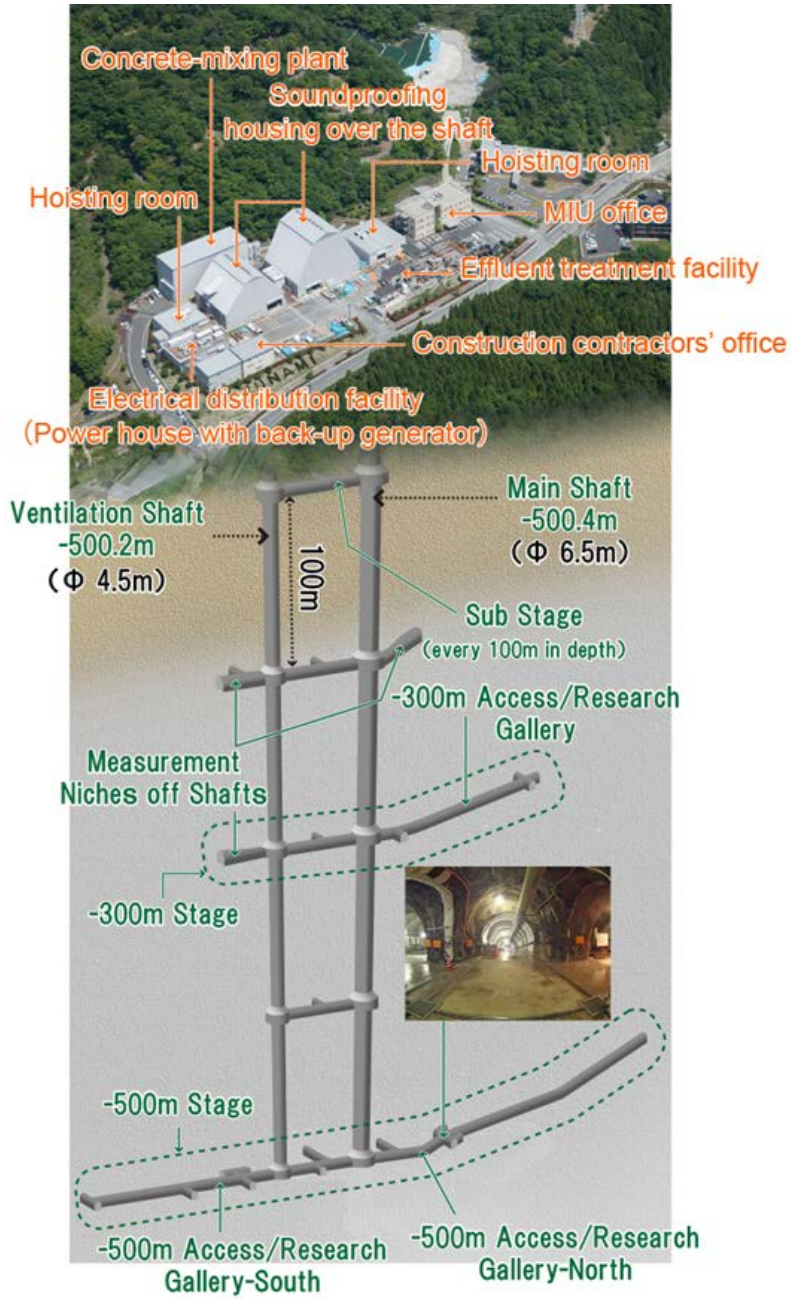 Concrete-mixing plant
Soundproofing
housing over the shaft
Hoisting room
Hoisting room
MIU office
Effluent treatment facility
Construction contractors' office
Electrical distribution facility
(Power house with back-up generator)
Ventilation Shaft
-500.2m
(Φ 4.5m)
100m
Main Shaft
-500.4m
(Φ 6.5m)
Sub Stage
(every 100m in depth)
-300m Access/Research
Gallery
Measurement
Niches off Shafts
-300m Stage
-500m Stage
-500m Access/Research
Gallery-South
-500m Access/Research
Gallery-North